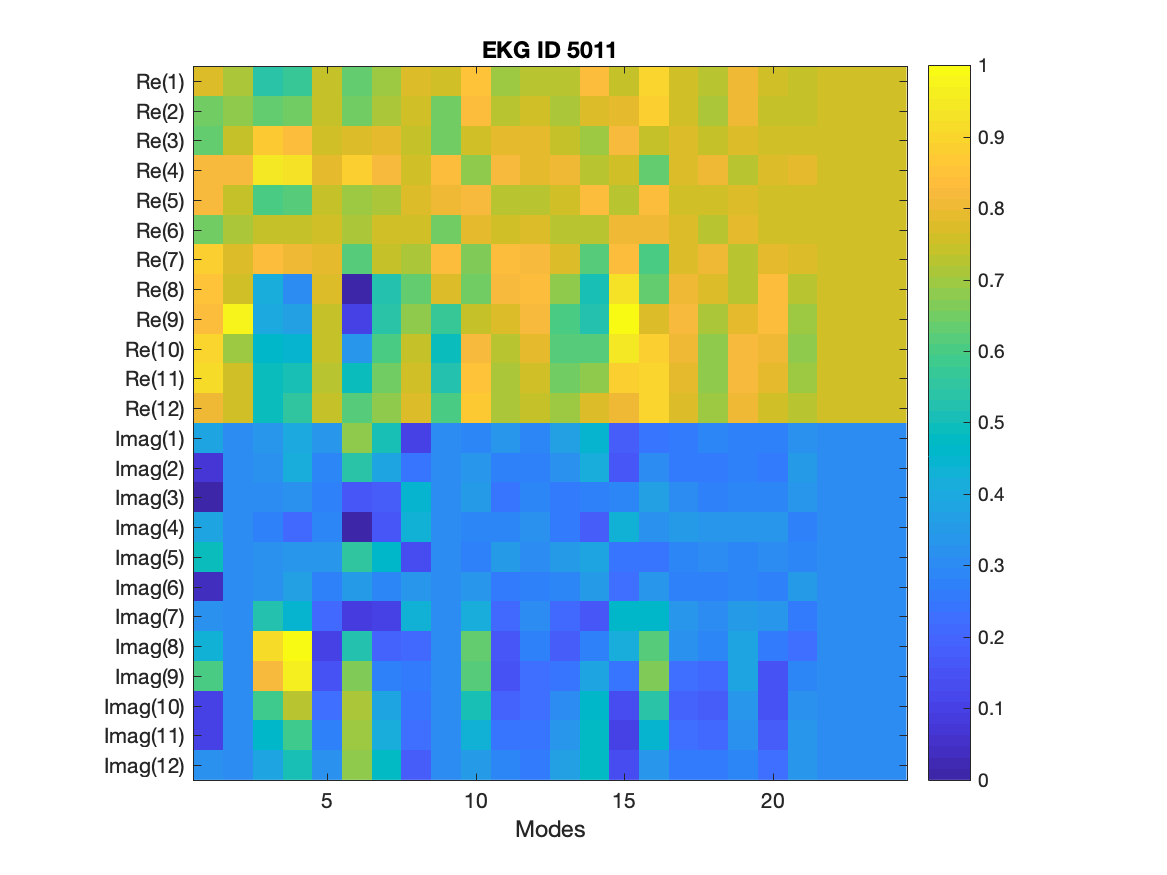 EKG ID 5011
Re(1)
Re(2)
Re(3)
Re(4)
Re(5)
Re(6)
Re(7)
Re(8)
Re(9)
Re(10)
Re(11)
Re(12)
Imag(1)
Imag(2)
Imag(3)
Imag(4)
Imag(5)
Imag(6)
Imag(7)
Imag(8)
Imag(9)
Imag(10)
Imag(11)
Imag(12)
5 10 15 20
Modes
1
0.9
0.8
0.7
0.6
0.5
0.4
0.3
0.2
0.1
0